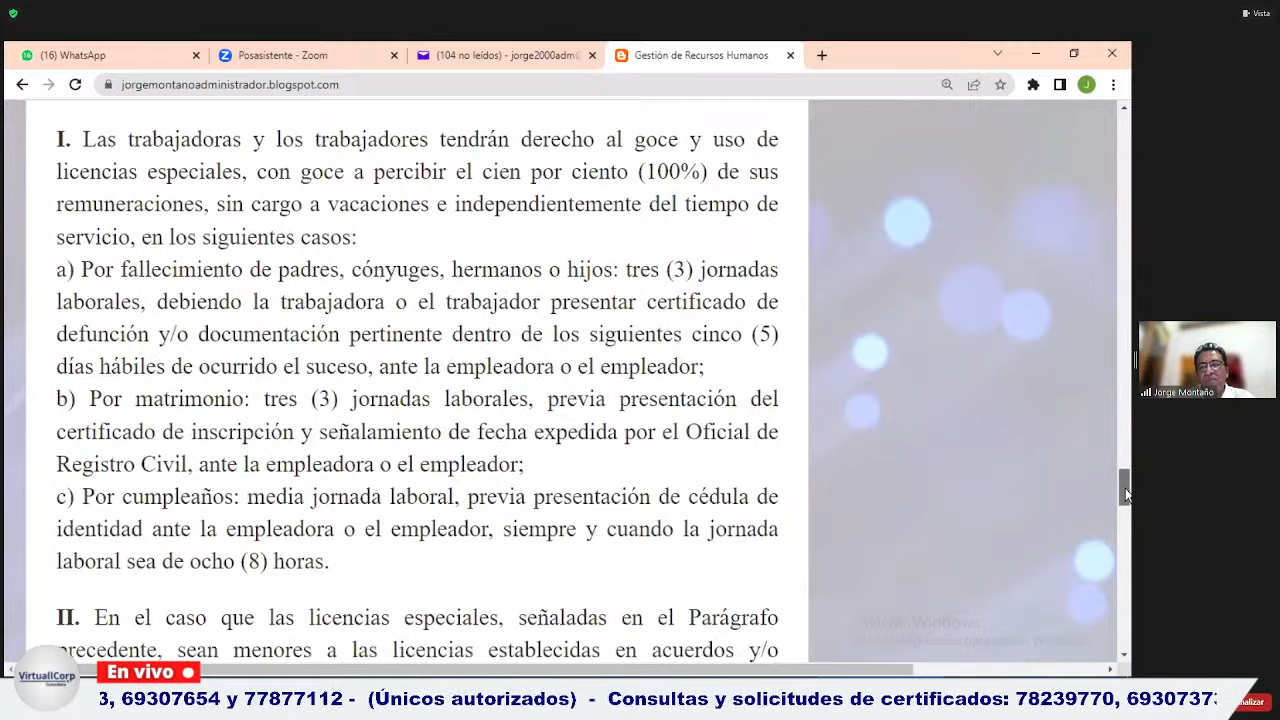 Vista
(16) WhatsApp
Posasistente - Zoom
(104 no leídos) - jorge2000adm
Gestión de Recursos Humanos
jorgemontanoadministrador.blogspot.com
J
I. Las trabajadoras y los trabajadores tendrán derecho al goce y uso de
licencias especiales, con goce a percibir el cien por ciento (100%) de sus
remuneraciones, sin cargo a vacaciones e independientemente del tiempo de
servicio, en los siguientes casos:
a) Por fallecimiento de padres, cónyuges, hermanos o hijos: tres (3) jornadas
laborales, debiendo la trabajadora o el trabajador presentar certificado de
defunción y/o documentación pertinente dentro de los siguientes cinco (5)
días hábiles de ocurrido el suceso, ante la empleadora o el empleador;
b) Por matrimonio: tres (3) jornadas laborales, previa presentación del
certificado de inscripción y señalamiento de fecha expedida por el Oficial de
Registro Civil, ante la empleadora o el empleador;
c) Por cumpleaños: media jornada laboral, previa presentación de cédula de
identidad ante la empleadora o el empleador, siempre y cuando la jornada
laboral sea de ocho (8) horas.
II. En el caso que las licencias especiales, señaladas en el Parágrafo
precedente, sean menores a las licencias establecidas en acuerdos y/o
Jorge Montaño
VirtuallCorp
En vivo
3, 69307654 y 77877112 - (Únicos autorizados) - Consultas y solicitudes de certificados: 78239770, 6930737